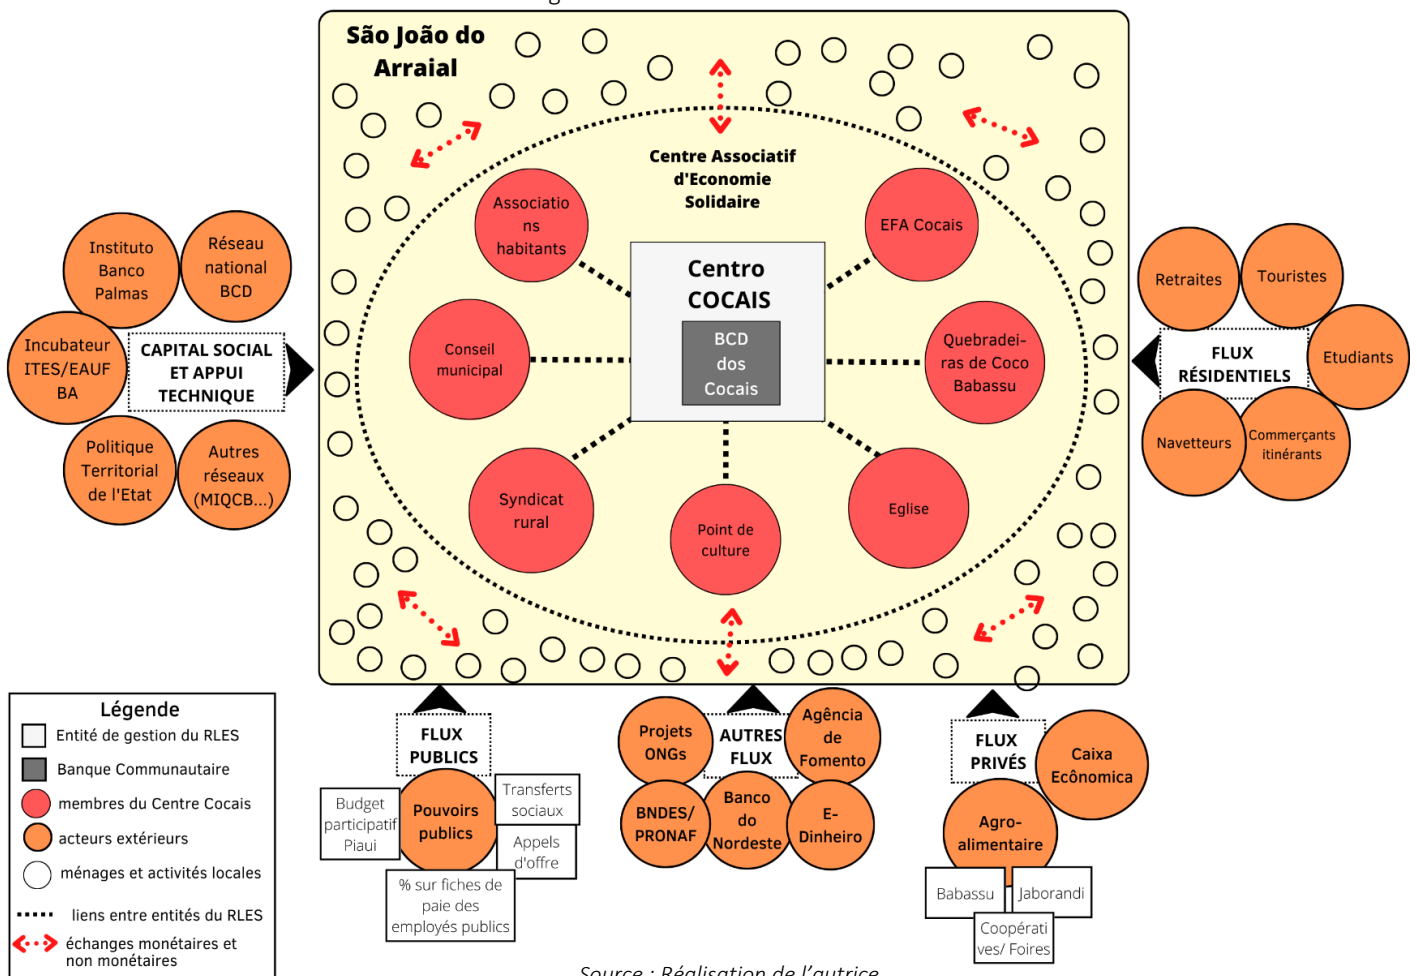 São João do
Arraial
Centre Associatif
d'Economie
Solidaire
Associatio
ns
habitants
EFA Cocais
Centro
COCAIS
BCD
dos
Cocais
Conseil
municipal
Quebradei-
ras de Coco
Babassu
Syndicat
rural
Point de
culture
Eglise
Instituto
Banco
Palmas
Réseau
national
BCD
Incubateur
ITES/EAUF
BA
CAPITAL SOCIAL
ET APPUI
TECHNIQUE
Politique
Territorial
de l'Etat
Autres
réseaux
(MIQCB...)
Retraites
Touristes
FLUX
RÉSIDENTIELS
Etudiants
Navetteurs
Commerçants
itinérants
FLUX
PUBLICS
Pouvoirs
publics
Budget
participatif
Piaui
Transferts
sociaux
Appels
d'offre
% sur fiches de
paie des
employés publics
Projets
ONGs
AUTRES
FLUX
Agência
de
Fomento
BNDES/
PRONAF
Banco
do
Nordeste
E-
Dinheiro
FLUX
PRIVÉS
Caixa
Ecônomica
Agro-
alimentaire
Babassu
Jaborandi
Coopérati
ves/ Foires
Légende
Entité de gestion du RLES
Banque Communautaire
membres du Centre Cocais
acteurs extérieurs
ménages et activités locales
liens entre entités du RLES
échanges monétaires et
non monétaires
Source : Réalisation de l'autrice